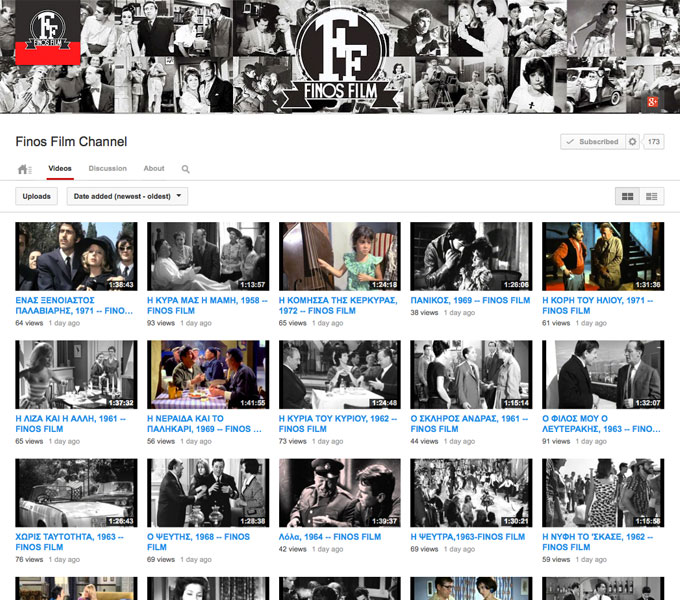 FF
FINOS FILM
FF
FINOS FILM
g+
Finos Film Channel
Subscribed
173
Videos
Discussion
About
Uploads
Date added (newest - oldest)
1:38:43
1:13:57
1:24:18
1:26:06
1:31:36
ΕΝΑΣ ΞΕΝΟΙΑΣΤΟΣ
ΠΑΛΑΒΙΑΡΗΣ, 1971 -- FINO...
64 views 1 day ago
Η ΚΥΡΑ ΜΑΣ Η ΜΑΜΗ, 1958 --
FINOS FILM
93 views 1 day ago
Η ΚΟΜΗΣΣΑ ΤΗΣ ΚΕΡΚΥΡΑΣ,
1972 -- FINOS FILM
65 views 1 day ago
ΠΑΝΙΚΟΣ, 1969 -- FINOS FILM
38 views 1 day ago
Η ΚΟΡΗ ΤΟΥ ΗΛΙΟΥ, 1971 --
FINOS FILM
61 views 1 day ago
1:37:32
1:41:55
1:24:48
1:15:14
1:32:07
Η ΛΙΖΑ ΚΑΙ Η ΑΛΛΗ, 1961 --
FINOS FILM
65 views 1 day ago
Η ΝΕΡΑΙΔΑ ΚΑΙ ΤΟ
ΠΑΛΗΚΑΡΙ, 1969 -- FINOS ...
56 views 1 day ago
Η ΚΥΡΙΑ ΤΟΥ ΚΥΡΙΟΥ, 1962 --
FINOS FILM
73 views 1 day ago
Ο ΣΚΛΗΡΟΣ ΑΝΔΡΑΣ, 1961 --
FINOS FILM
44 views 1 day ago
Ο ΦΙΛΟΣ ΜΟΥ Ο
ΛΕΥΤΕΡΑΚΗΣ, 1963 -- FINO...
91 views 1 day ago
1:26:43
1:28:38
1:39:37
1:30:21
1:15:58
ΧΩΡΙΣ ΤΑΥΤΟΤΗΤΑ, 1963 --
FINOS FILM
76 views 1 day ago
Ο ΨΕΥΤΗΣ, 1968 -- FINOS
FILM
69 views 1 day ago
Λόλα, 1964 -- FINOS FILM
42 views 1 day ago
Η ΨΕΥΤΡΑ,1963-FINOS FILM
69 views 1 day ago
Η ΝΥΦΗ ΤΟ 'ΣΚΑΣΕ, 1962 --
FINOS FILM
59 views 1 day ago